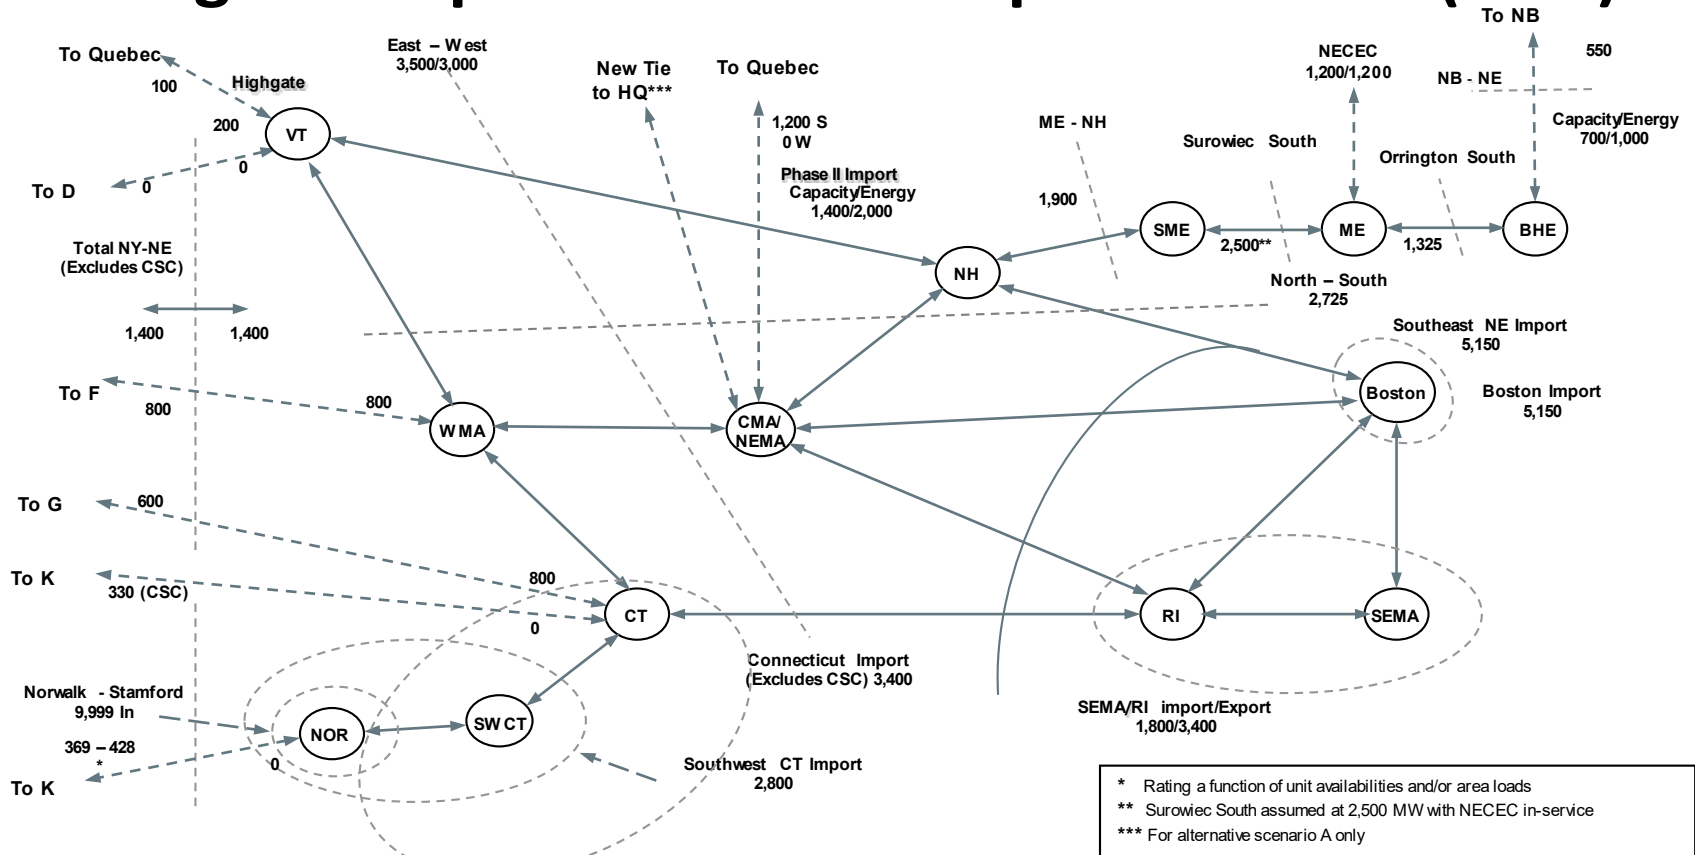 To NB
To Quebec
100
Highgate
East – West
3,500/3,000
New Tie
to HQ***
To Quebec
NECEC
1,200/1,200
NB - NE
550
200
VT
0
To D
0
1,200 S
0 W
Phase II Import
Capacity/Energy
1,400/2,000
ME - NH
1,900
Surowiec South
Orrington South
Capacity/Energy
700/1,000
SME
2,500**
ME
1,325
BHE
Total NY-NE
(Excludes CSC)
1,400
1,400
NH
North – South
2,725
Southeast NE Import
5,150
Boston
Boston Import
5,150
To F
800
800
WMA
CMA/
NEMA
To G
600
To K
330 (CSC)
800
0
CT
RI
SEMA
Connecticut Import
(Excludes CSC) 3,400
Norwalk - Stamford
9,999 In
369 – 428
*
To K
0
NOR
SWCT
Southwest CT Import
2,800
SEMA/RI import/Export
1,800/3,400
* Rating a function of unit availabilities and/or area loads
** Surowiec South assumed at 2,500 MW with NECEC in-service
*** For alternative scenario A only